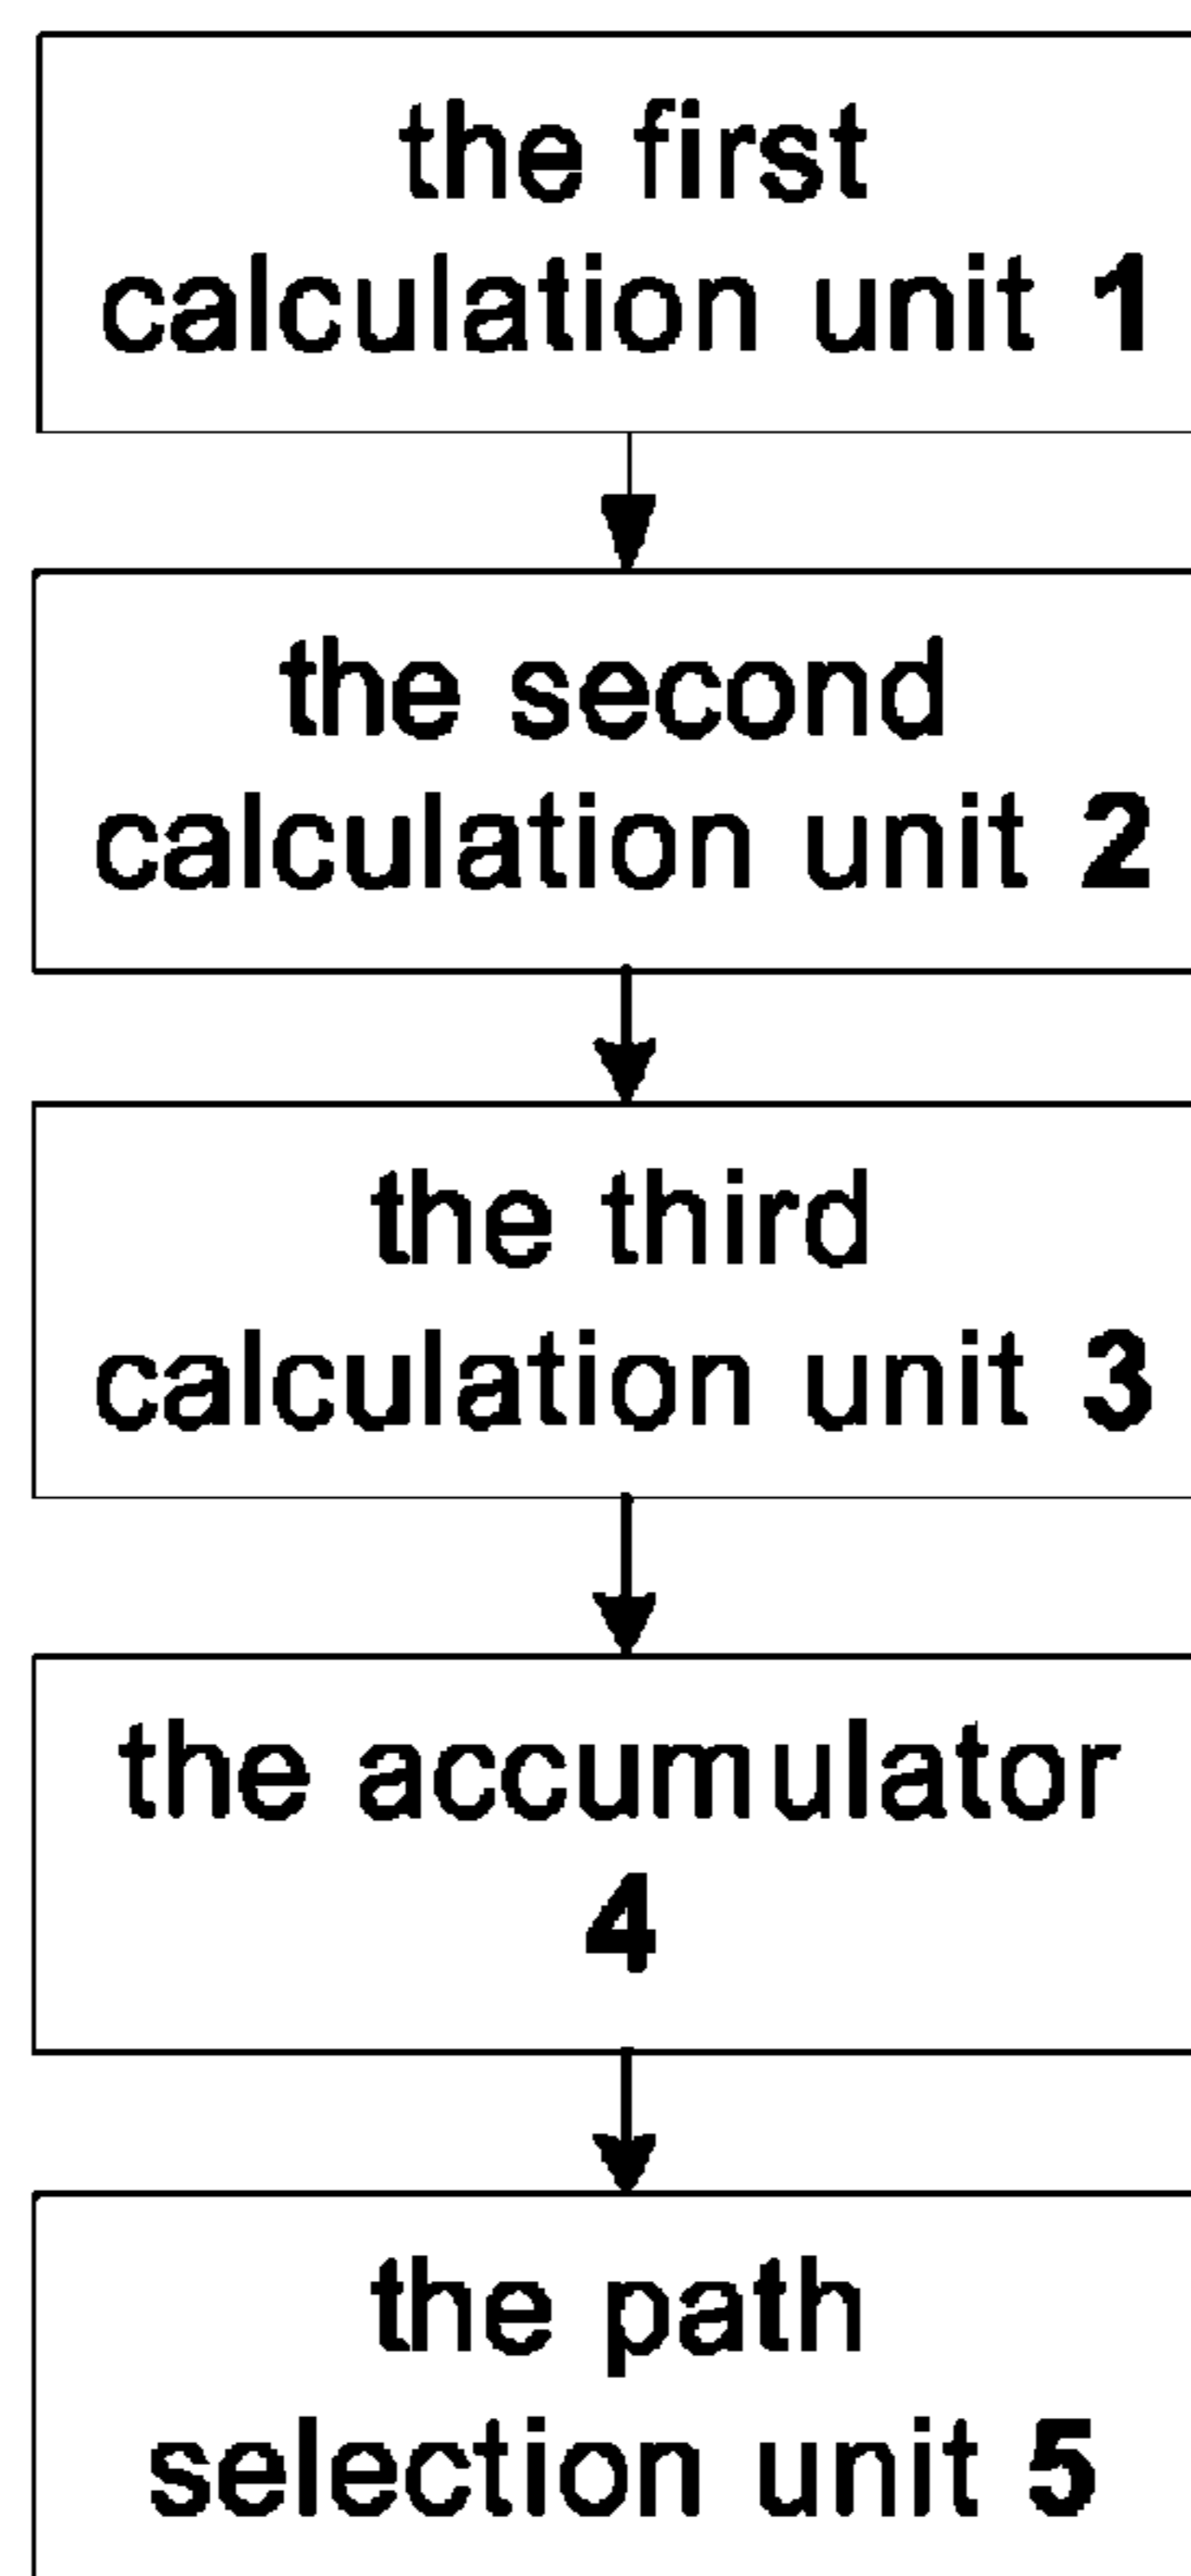 the first
calculation unit 1
the second
calculation unit 2
the third
calculation unit 3
the accumulator
4
the path
selection unit 5